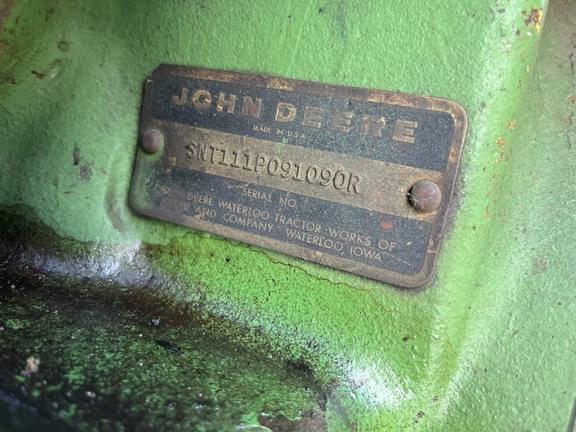 JOHN DEERE
MADE IN U.S.A.
SNT111P091090R
SERIAL NO.
DEERE WATERLOO TRACTOR WORKS OF
AND COMPANY WATERLOO, IOWA